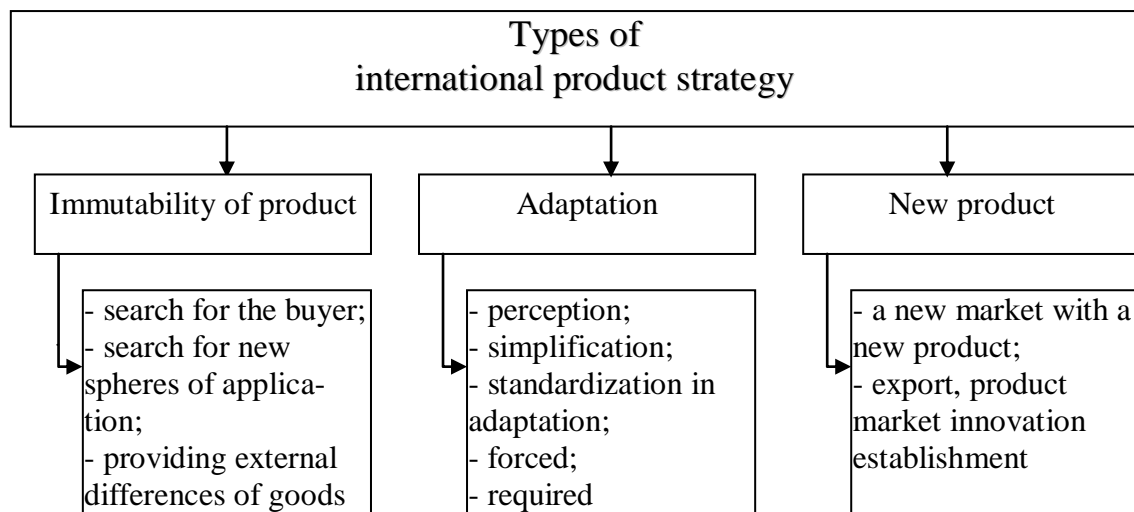 Types of
international product strategy
Immutability of product
Adaptation
New product
- search for the buyer;
- search for new
spheres of applica-
tion;
- providing external
differences of goods
- perception;
- simplification;
- standardization in
adaptation;
- forced;
- required
- a new market with a
new product;
- export, product
market innovation
establishment